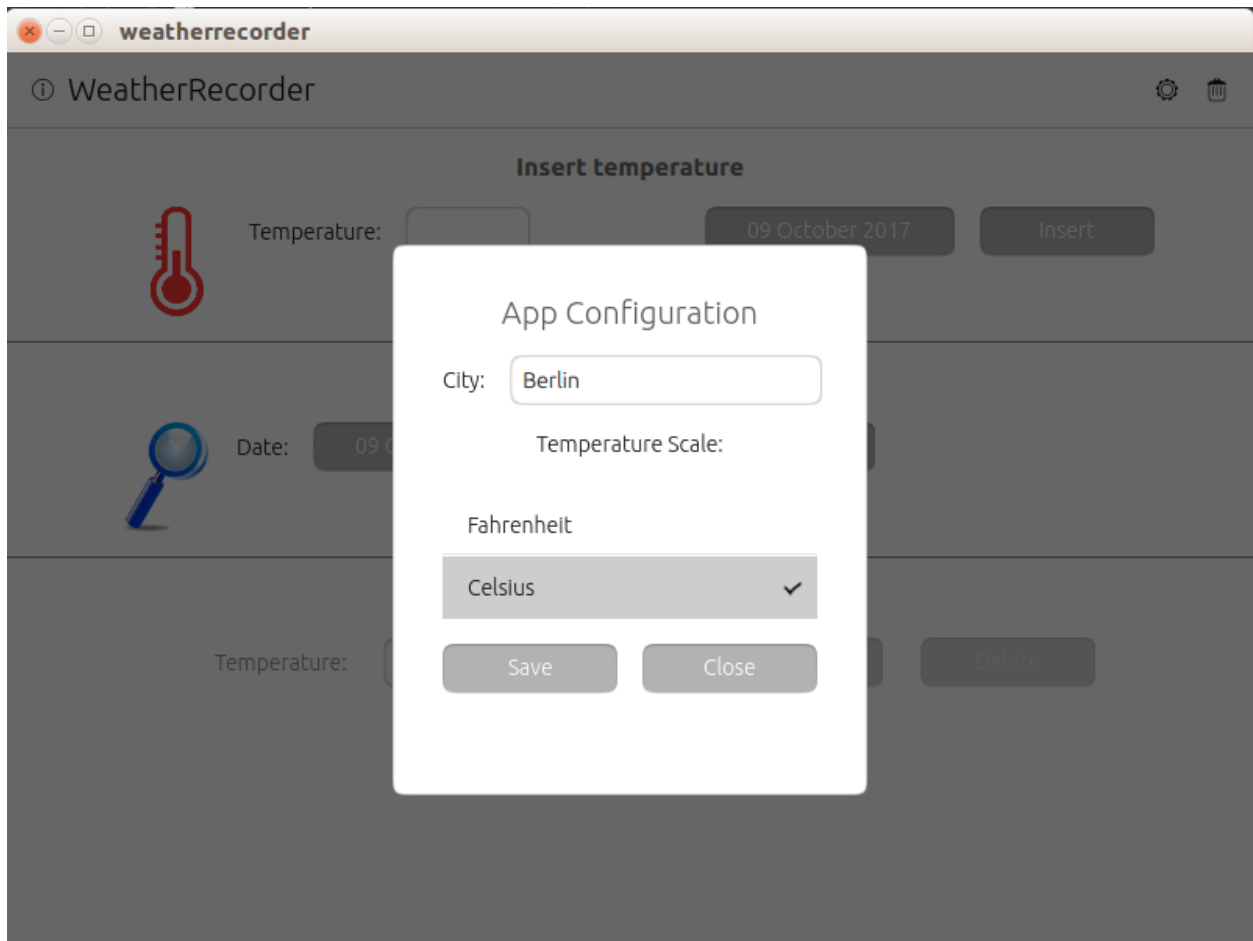 weatherrecorder
WeatherRecorder
Insert temperature
Temperature:
09 October 2017
Insert
App Configuration
City: Berlin
Temperature Scale:
Date:
09
Fahrenheit
Celsius
Save
Close
Temperature:
Delete